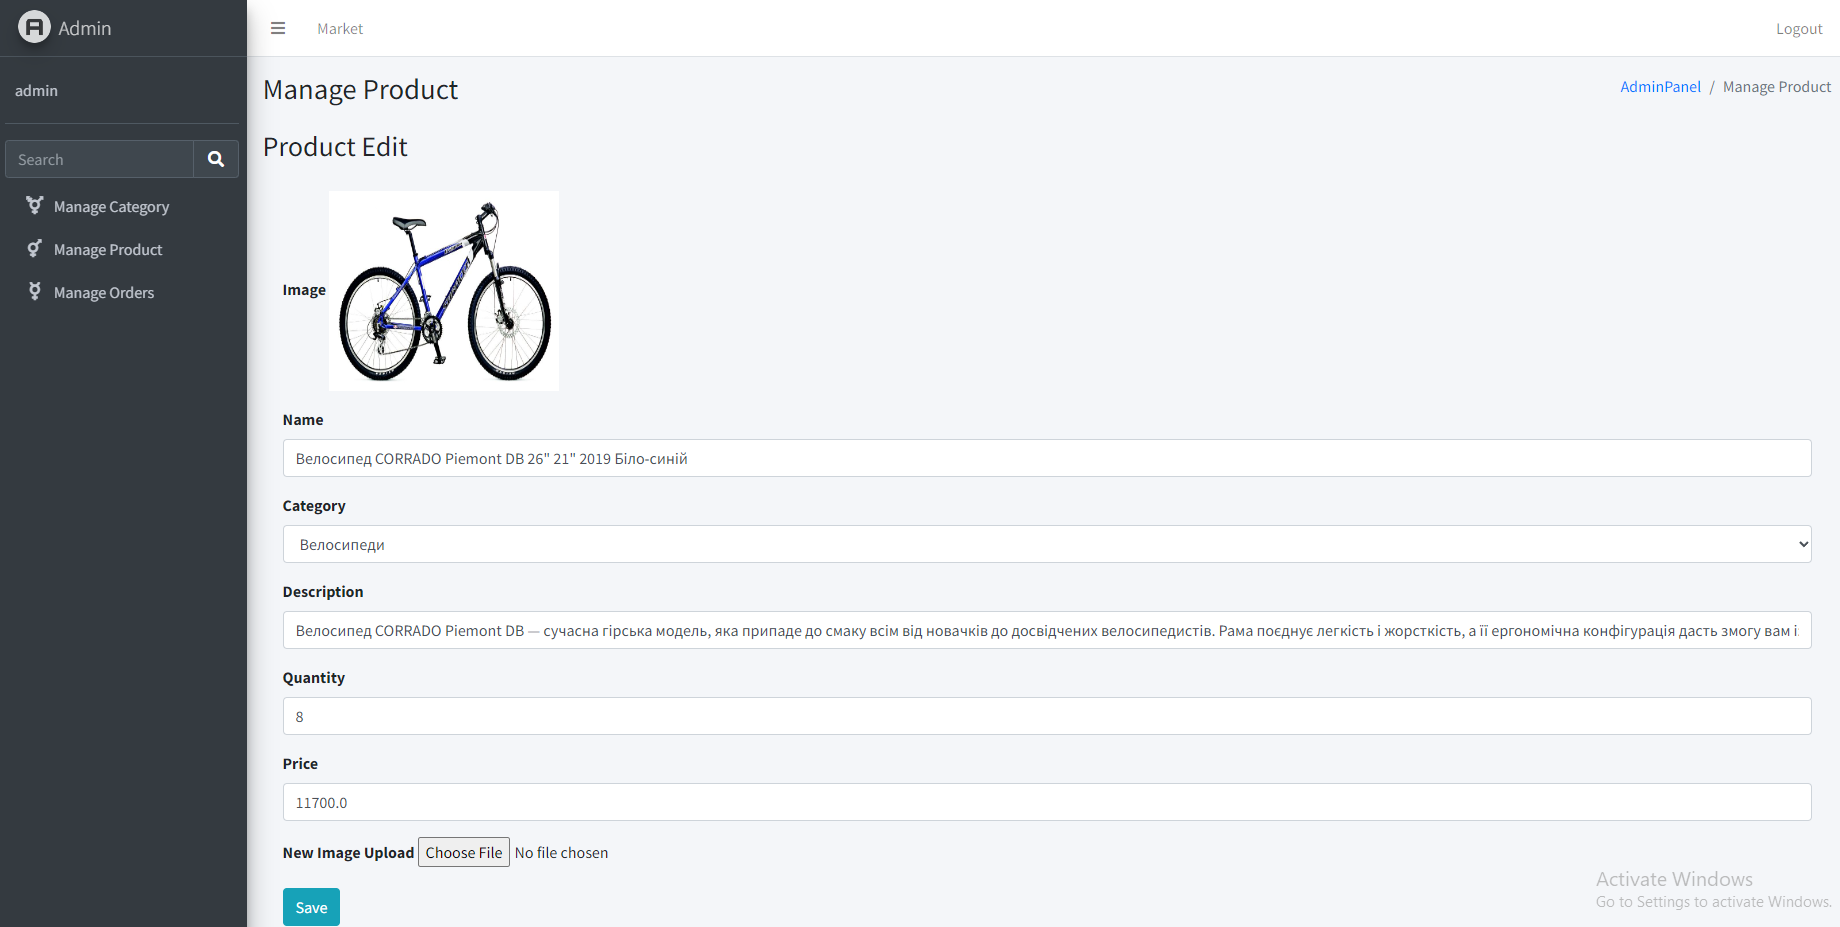 Admin
Market
Logout
admin
Search
Manage Category
Manage Product
Manage Orders
Manage Product
AdminPanel / Manage Product
Product Edit
Image
Name
Велосипед CORRADO Piemont DB 26" 21" 2019 Біло-синій
Category
Велосипеди
Description
Велосипед CORRADO Piemont DB — сучасна гірська модель, яка припаде до смаку всім від новачків до досвідчених велосипедистів. Рама поєднує легкість і жорсткість, а її ергономічна конфігурація дасть змогу вам
Quantity
8
Price
11700.0
New Image Upload Choose File No file chosen
Save
Activate Windows
Go to Settings to activate Windows.